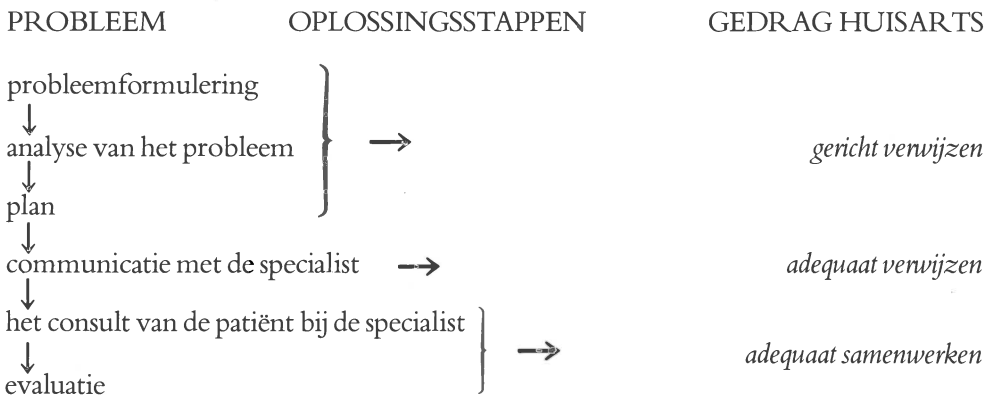 PROBLEEM OPLOSSINGSSTAPPEN GEDRAG HUISARTS
probleemformulering
analyse van het probleem gericht verwijzen
plan
communicatie met de specialist adequaat verwijzen
het consult van de patiënt bij de specialist
adequaat samenwerken
evaluatie